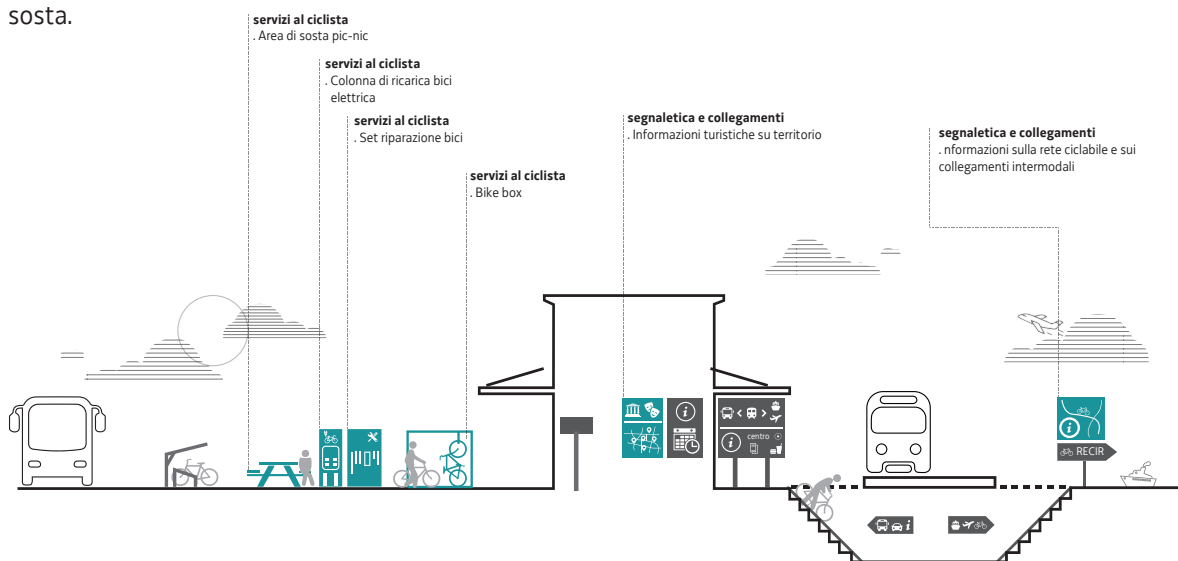 sosta.
servizi al ciclista
. Area di sosta pic-nic
servizi al ciclista
. Colonna di ricarica bici
elettrica
servizi al ciclista
. Set riparazione bici
servizi al ciclista
. Bike box
segnaletica e collegamenti
. Informazioni turistiche su territorio
segnaletica e collegamenti
. nformazioni sulla rete ciclabile e sui
collegamenti intermodali
i
< >
i
centro
i
RECIR
i